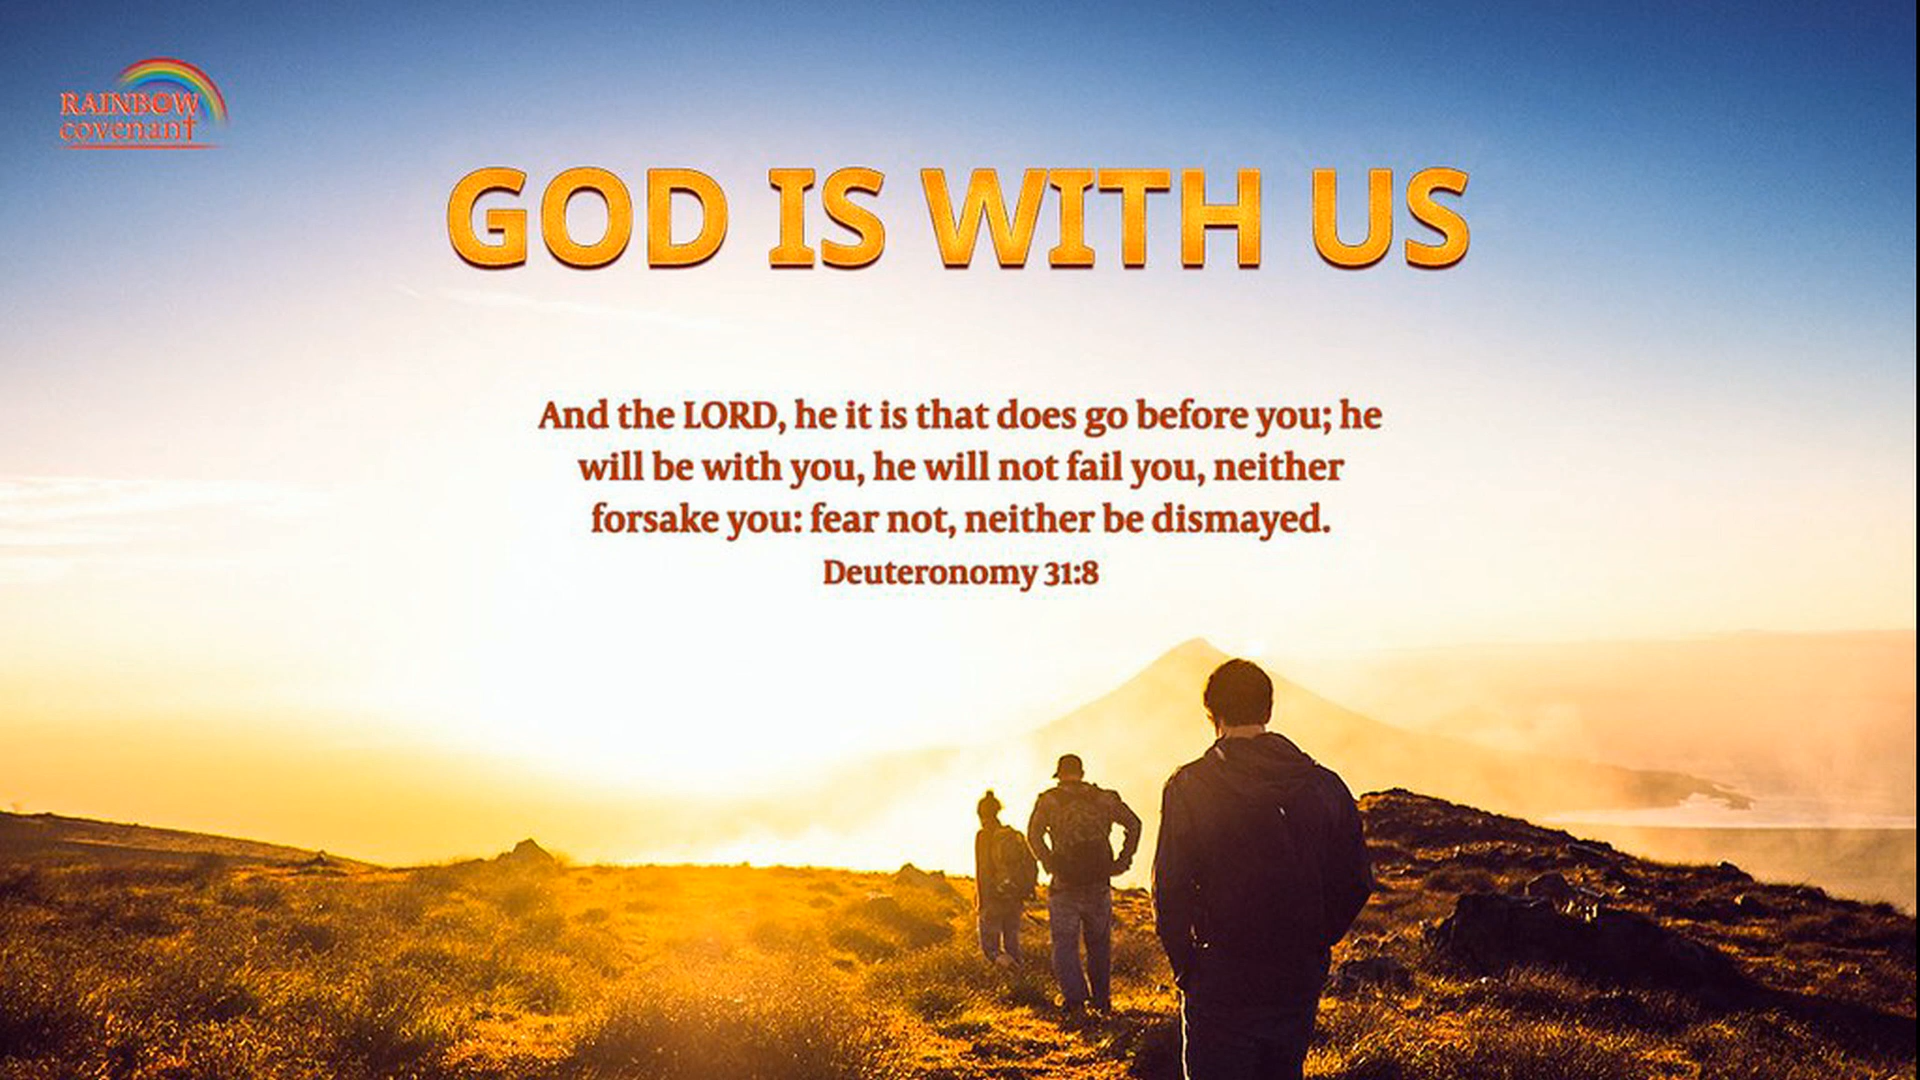 RAINBOW
covenant
GOD IS WITH US
And the LORD, he it is that does go before you; he
will be with you, he will not fail you, neither
forsake you: fear not, neither be dismayed.
Deuteronomy 31:8